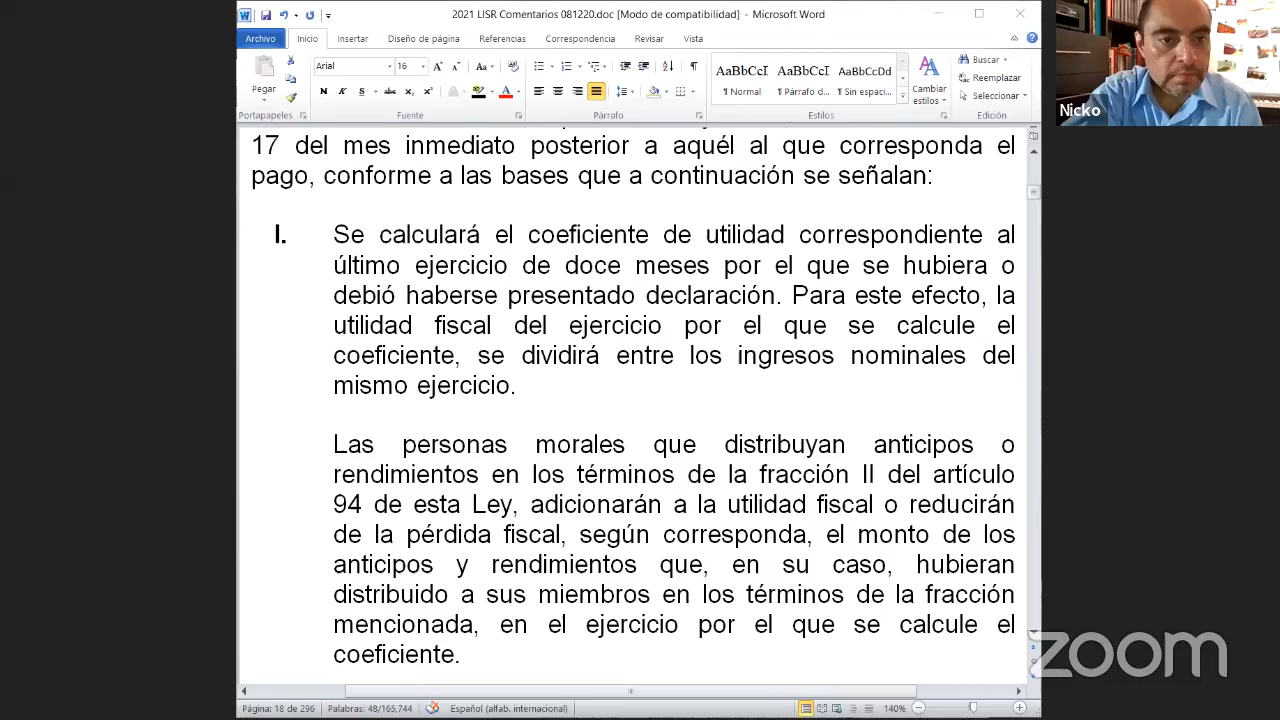 2021 LISR Comentarios 081220.doc [Modo de compatibilidad] - Microsoft Word
Archivo Inicio Insertar Diseño de página Referencias Correspondencia Revisar Vista
Arial 16
Buscar
Reemplazar
Seleccionar
Pegar
N K S abc x₂ x² A
AaBbCcI AaBbCcI AaBbCcDd
¶ Normal ¶ Párrafo d... ¶ Sin espaci...
Cambiar estilos
Portapapeles Fuente Párrafo Estilos Edición
Nicko
17 del mes inmediato posterior a aquél al que corresponda el
pago, conforme a las bases que a continuación se señalan:
I. Se calculará el coeficiente de utilidad correspondiente al
último ejercicio de doce meses por el que se hubiera o
debió haberse presentado declaración. Para este efecto, la
utilidad fiscal del ejercicio por el que se calcule el
coeficiente, se dividirá entre los ingresos nominales del
mismo ejercicio.
Las personas morales que distribuyan anticipos o
rendimientos en los términos de la fracción II del artículo
94 de esta Ley, adicionarán a la utilidad fiscal o reducirán
de la pérdida fiscal, según corresponda, el monto de los
anticipos y rendimientos que, en su caso, hubieran
distribuido a sus miembros en los términos de la fracción
mencionada, en el ejercicio por el que se calcule el
coeficiente.
zoom
Página: 18 de 296 Palabras: 48/165,744 Español (alfab. internacional) 140%